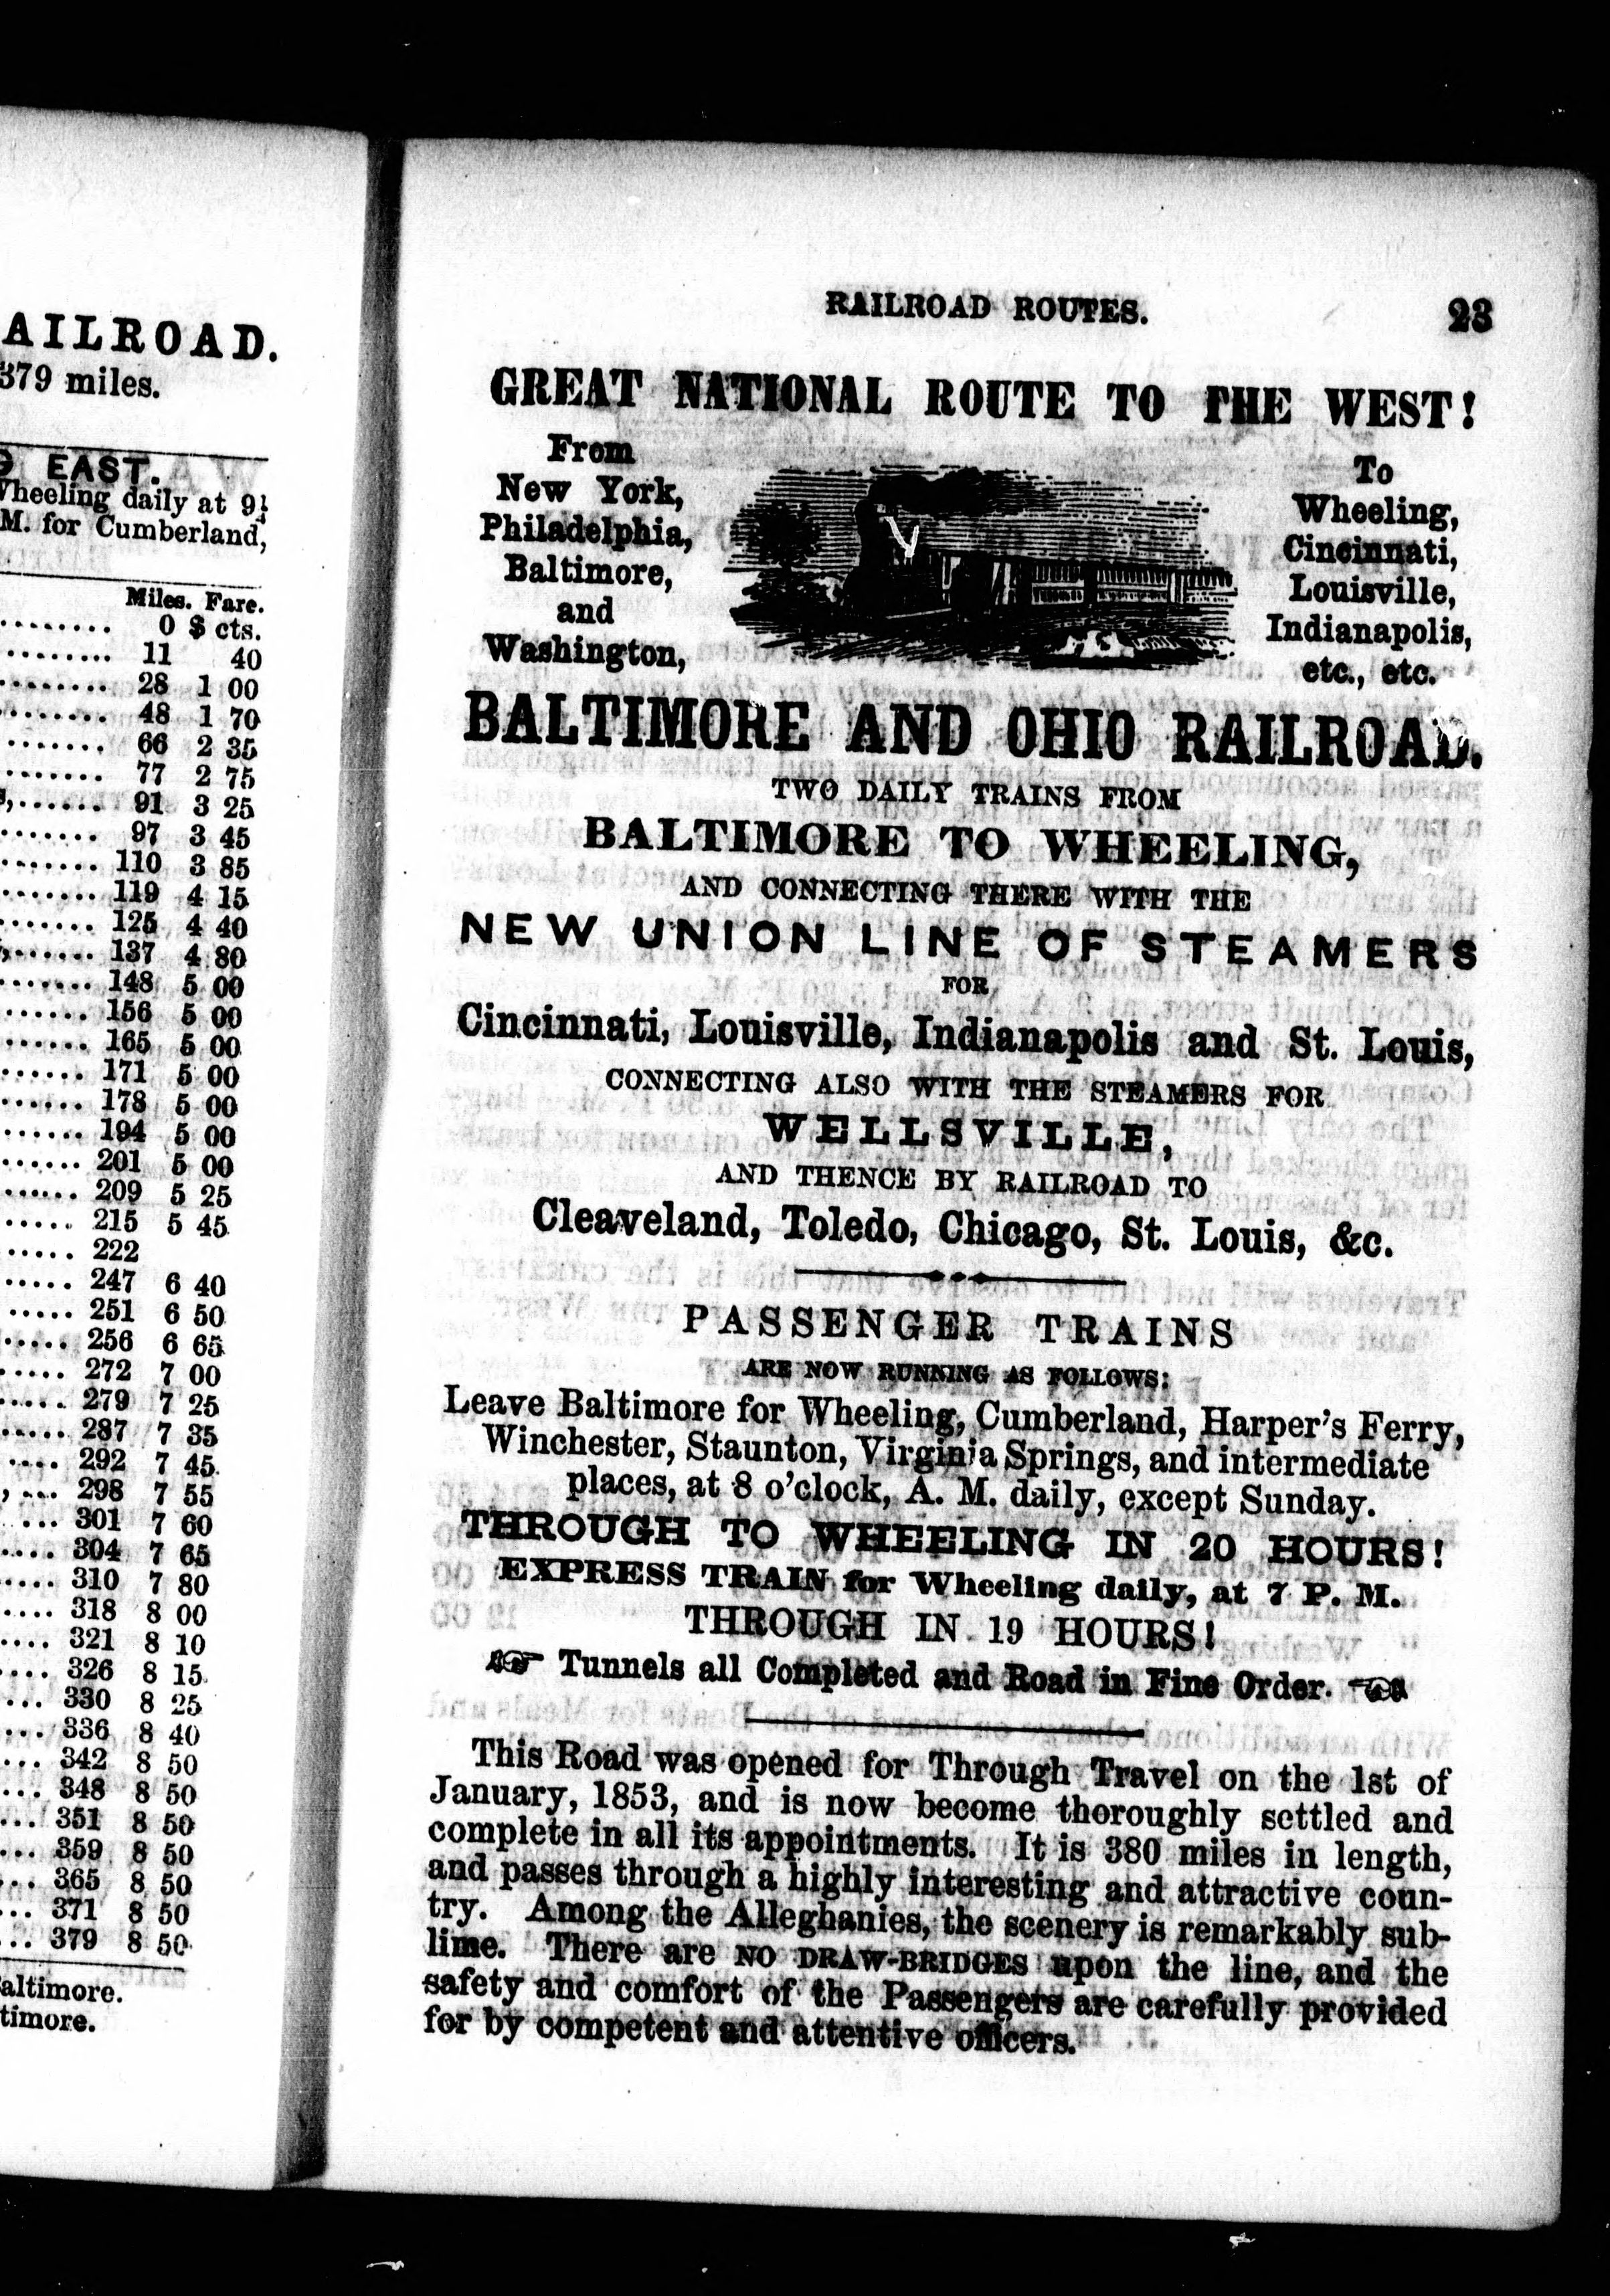 AILROAD.
379 miles.
EAST.
Wheeling daily at 9¼
M. for Cumberland,
Miles. Fare.
0 $ cts.
11 40
28 1 00
48 1 70
66 2 35
77 2 75
91 3 25
97 3 45
110 3 85
119 4 15
125 4 40
137 4 80
148 5 00
156 5 00
165 5 00
171 5 00
178 5 00
194 5 00
201 5 00
209 5 25
215 5 45
222
247 6 40
251 6 50
256 6 65
272 7 00
279 7 25
287 7 35
292 7 45
298 7 55
301 7 60
304 7 65
310 7 80
318 8 00
321 8 10
326 8 15
330 8 25
336 8 40
342 8 50
348 8 50
351 8 50
359 8 50
365 8 50
371 8 50
379 8 50
altimore.
timore.
RAILROAD ROUTES. 23
GREAT NATIONAL ROUTE TO THE WEST!
From
New York,
Philadelphia,
Baltimore,
and
Washington,
To
Wheeling,
Cincinnati,
Louisville,
Indianapolis,
etc., etc.
BALTIMORE AND OHIO RAILROAD.
TWO DAILY TRAINS FROM
BALTIMORE TO WHEELING,
AND CONNECTING THERE WITH THE
NEW UNION LINE OF STEAMERS
FOR
Cincinnati, Louisville, Indianapolis and St. Louis,
CONNECTING ALSO WITH THE STEAMERS FOR
WELLSVILLE,
AND THENCE BY RAILROAD TO
Cleaveland, Toledo, Chicago, St. Louis, &c.
PASSENGER TRAINS
ARE NOW RUNNING AS FOLLOWS:
Leave Baltimore for Wheeling, Cumberland, Harper's Ferry,
Winchester, Staunton, Virginia Springs, and intermediate
places, at 8 o'clock, A. M. daily, except Sunday.
THROUGH TO WHEELING IN 20 HOURS!
EXPRESS TRAIN for Wheeling daily, at 7 P. M.
THROUGH IN 19 HOURS!
☞ Tunnels all Completed and Road in Fine Order. ☜
This Road was opened for Through Travel on the 1st of
January, 1853, and is now become thoroughly settled and
complete in all its appointments. It is 380 miles in length,
and passes through a highly interesting and attractive coun-
try. Among the Alleghanies, the scenery is remarkably sub-
lime. There are NO DRAW-BRIDGES upon the line, and the
safety and comfort of the Passengers are carefully provided
for by competent and attentive officers.